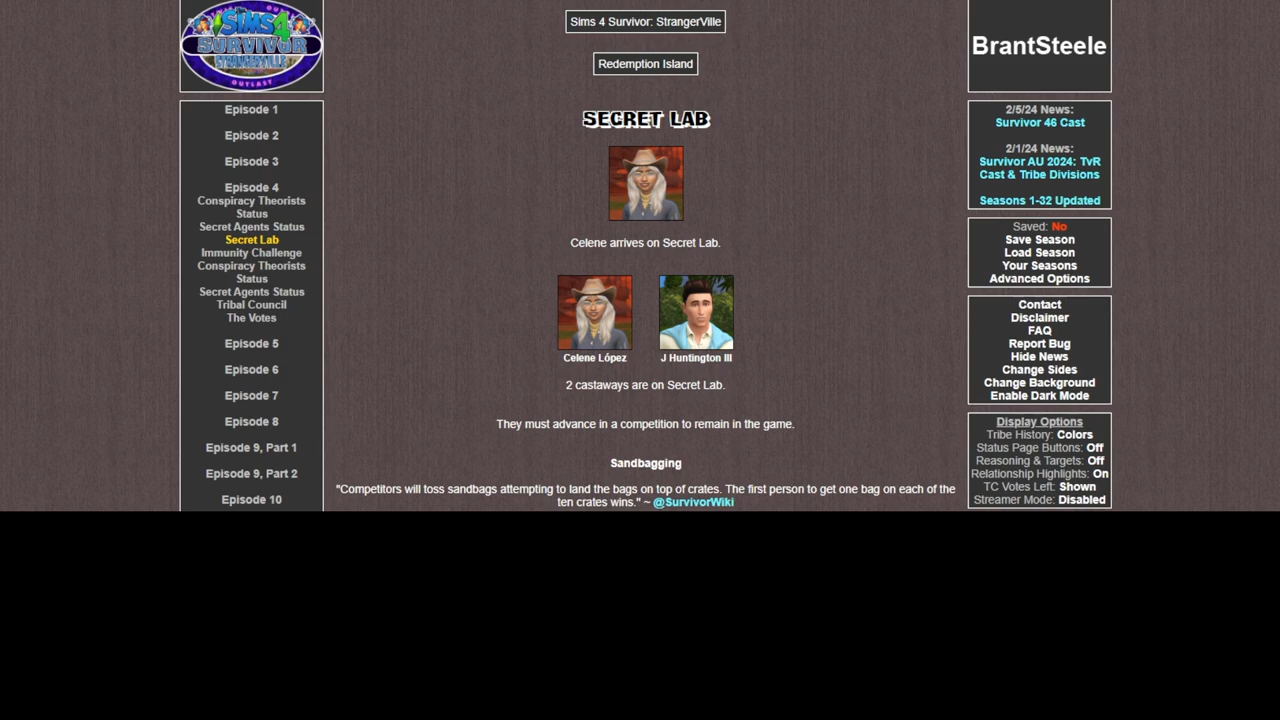 SIMS 4
SURVIVOR
STRANGERVILLE
OUTLAST
Episode 1
Episode 2
Episode 3
Episode 4
Conspiracy Theorists
Status
Secret Agents Status
Secret Lab
Immunity Challenge
Conspiracy Theorists
Status
Secret Agents Status
Tribal Council
The Votes
Episode 5
Episode 6
Episode 7
Episode 8
Episode 9, Part 1
Episode 9, Part 2
Episode 10
Sims 4 Survivor: StrangerVille
Redemption Island
SECRET LAB
Celene arrives on Secret Lab.
Celene López
J Huntington III
2 castaways are on Secret Lab.
They must advance in a competition to remain in the game.
Sandbagging
"Competitors will toss sandbags attempting to land the bags on top of crates. The first person to get one bag on each of the
ten crates wins." ~ @SurvivorWiki
BrantSteele
2/5/24 News:
Survivor 46 Cast
2/1/24 News:
Survivor AU 2024: TvR
Cast & Tribe Divisions
Seasons 1-32 Updated
Saved: No
Save Season
Load Season
Your Seasons
Advanced Options
Contact
Disclaimer
FAQ
Report Bug
Hide News
Change Sides
Change Background
Enable Dark Mode
Display Options
Tribe History: Colors
Status Page Buttons: Off
Reasoning & Targets: Off
Relationship Highlights: On
TC Votes Left: Shown
Streamer Mode: Disabled